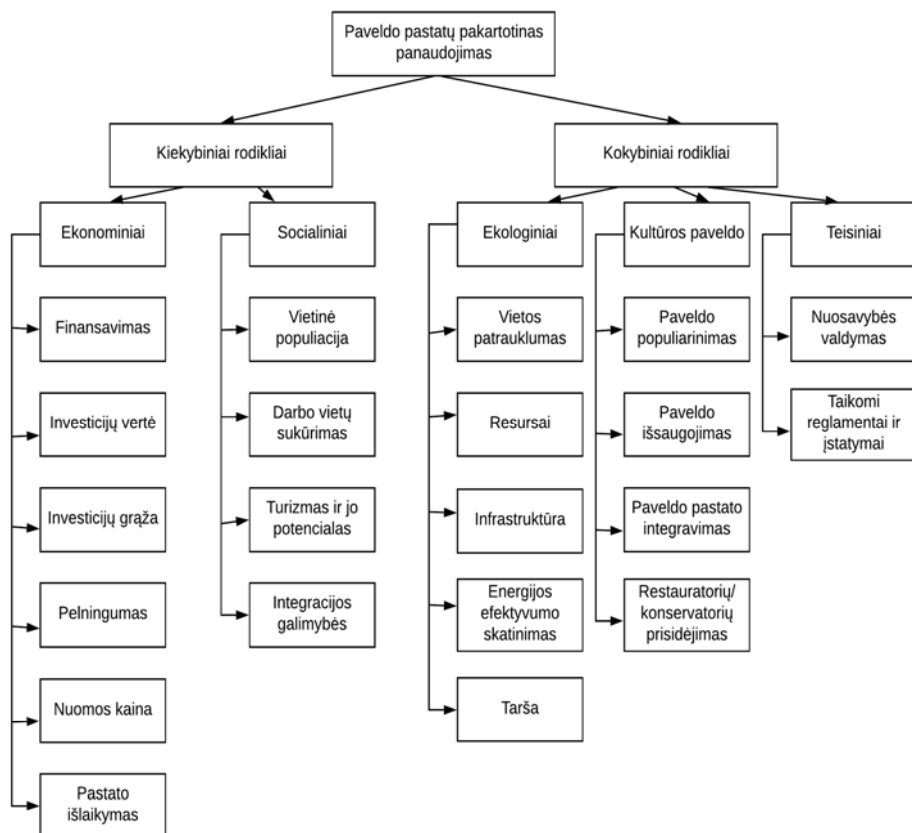 Paveldo pastatų pakartotinas
panaudojimas
Kiekybiniai rodikliai
Kokybiniai rodikliai
Ekonominiai
Socialiniai
Ekologiniai
Kultūros paveldo
Teisiniai
Finansavimas
Investicijų vertė
Investicijų grąža
Pelningumas
Nuomos kaina
Pastato
išlaikymas
Vietinė
populiacija
Darbo vietų
sukūrimas
Turizmas ir jo
potencialas
Integracijos
galimybės
Vietos
patrauklumas
Resursai
Infrastruktūra
Energijos
efektyvumo
skatinimas
Tarša
Paveldo
populiarinimas
Paveldo
išsaugojimas
Paveldo pastato
integravimas
Restauratorių/
konservatorių
prisidėjimas
Nuosavybės
valdymas
Taikomi
reglamentai ir
įstatymai